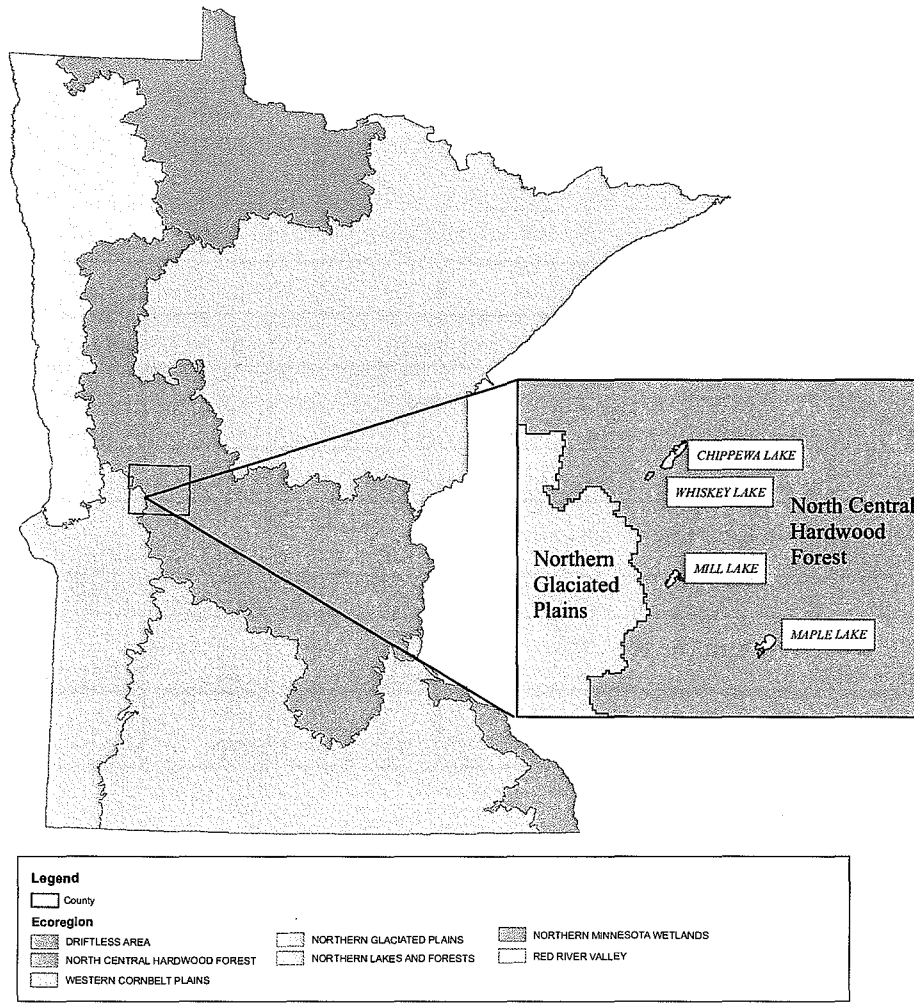 CHIPPEWA LAKE
WHISKEY LAKE
North Central
Hardwood
Forest
Northern
Glaciated
Plains
MILL LAKE
MAPLE LAKE
Legend
County
Ecoregion
DRIFTLESS AREA
NORTH CENTRAL HARDWOOD FOREST
WESTERN CORNBELT PLAINS
NORTHERN GLACIATED PLAINS
NORTHERN LAKES AND FORESTS
NORTHERN MINNESOTA WETLANDS
RED RIVER VALLEY